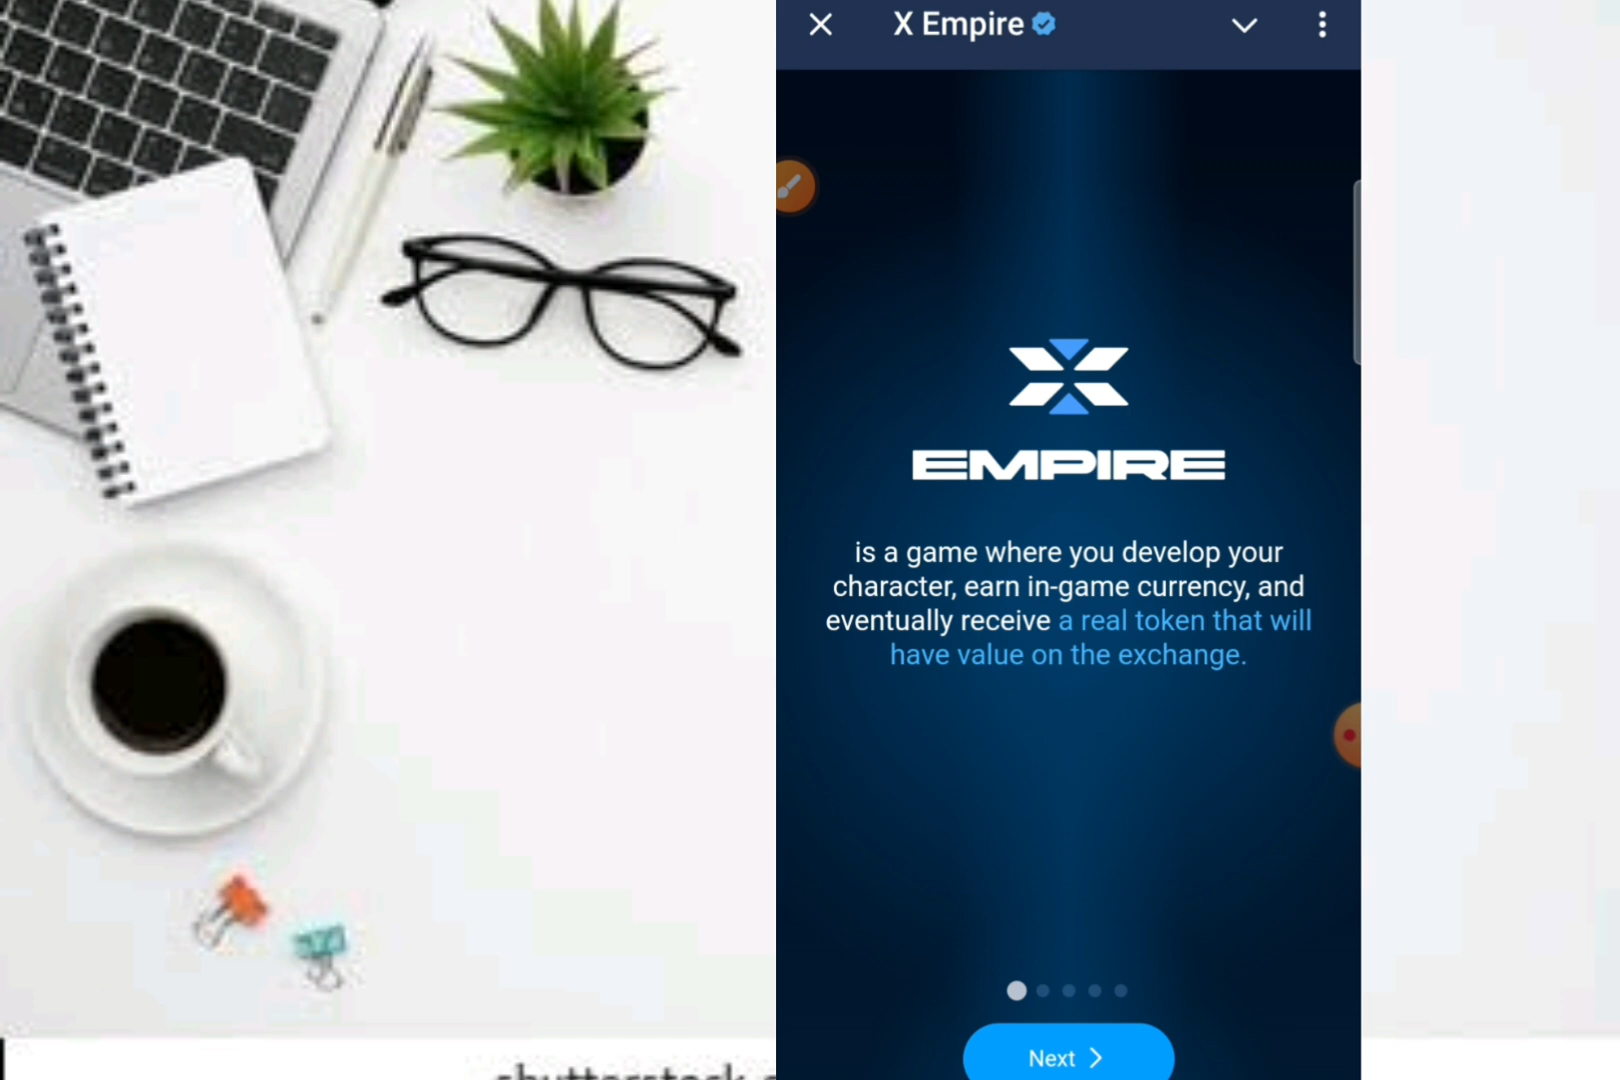 X Empire
EMPIRE
is a game where you develop your
character, earn in-game currency, and
eventually receive a real token that will
have value on the exchange.
Next